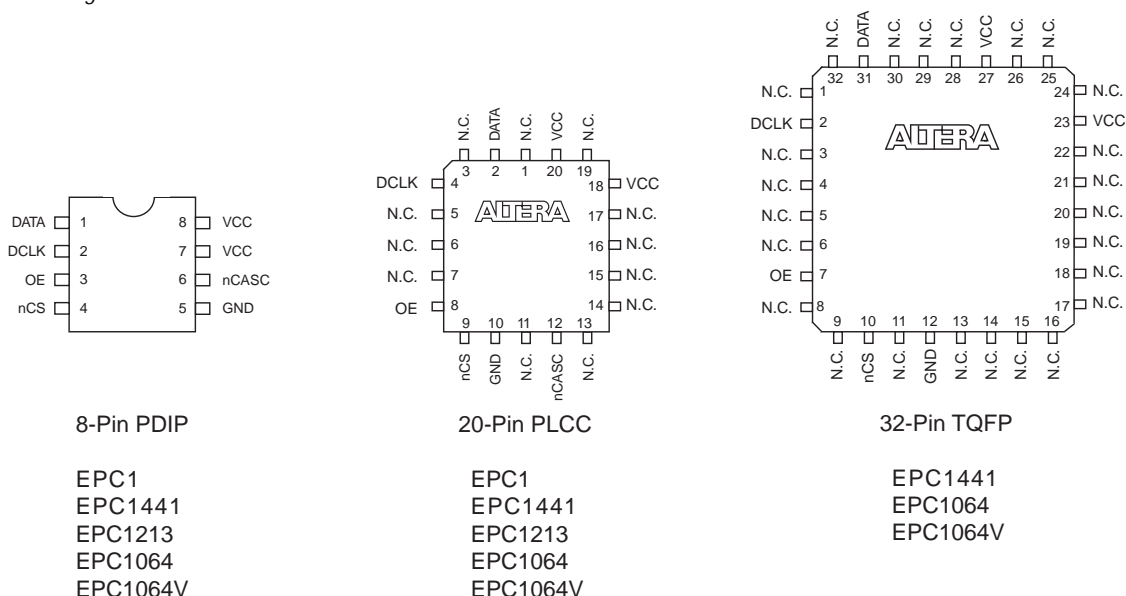 DATA 1 8 VCC
DCLK 2 7 VCC
OE 3 6 nCASC
nCS 4 5 GND
8-Pin PDIP
EPC1
EPC1441
EPC1213
EPC1064
EPC1064V
N.C. DATA N.C. VCC N.C.
3 2 1 20 19
DCLK 4 18 VCC
ALTERA
N.C. 5 17 N.C.
N.C. 6 16 N.C.
N.C. 7 15 N.C.
OE 8 14 N.C.
9 10 11 12 13
nCS GND N.C. nCASC N.C.
20-Pin PLCC
EPC1
EPC1441
EPC1213
EPC1064
EPC1064V
N.C. DATA N.C. N.C. N.C. VCC N.C. N.C.
32 31 30 29 28 27 26 25
N.C. 1 24 N.C.
DCLK 2 23 VCC
ALTERA
N.C. 3 22 N.C.
N.C. 4 21 N.C.
N.C. 5 20 N.C.
N.C. 6 19 N.C.
OE 7 18 N.C.
N.C. 8 17 N.C.
9 10 11 12 13 14 15 16
N.C. nCS N.C. GND N.C. N.C. N.C. N.C.
32-Pin TQFP
EPC1441
EPC1064
EPC1064V